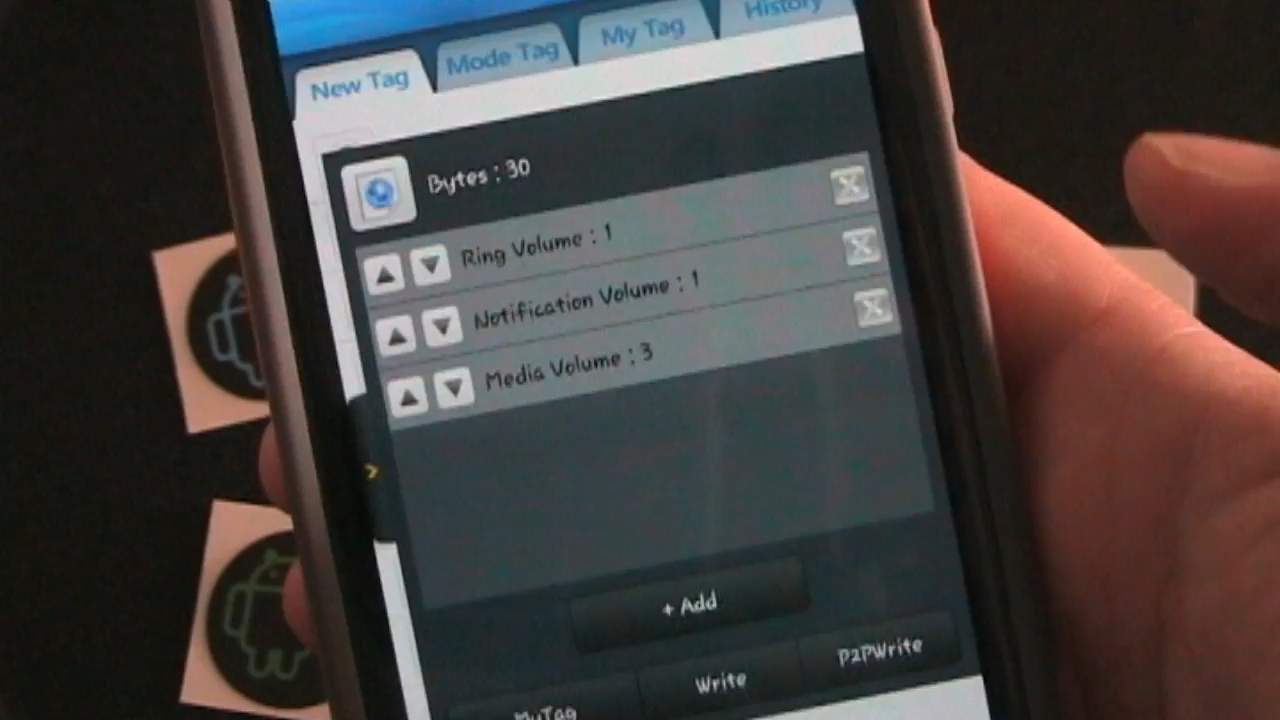 New Tag
Mode Tag
My Tag
History
Bytes : 30
Ring Volume : 1
Notification Volume : 1
Media Volume : 3
+ Add
MyTag
Write
P2PWrite